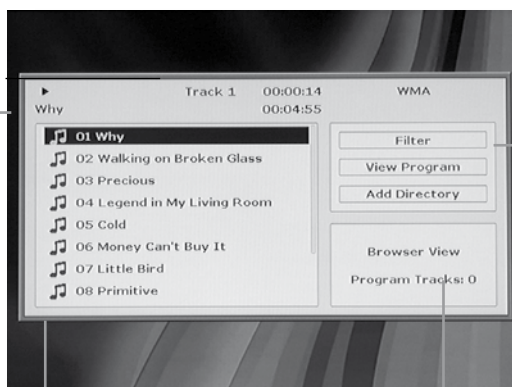 Track 1 00:00:14 WMA
Why 00:04:55
01 Why
02 Walking on Broken Glass
03 Precious
04 Legend in My Living Room
05 Cold
06 Money Can't Buy It
07 Little Bird
08 Primitive
Filter
View Program
Add Directory
Browser View
Program Tracks: 0